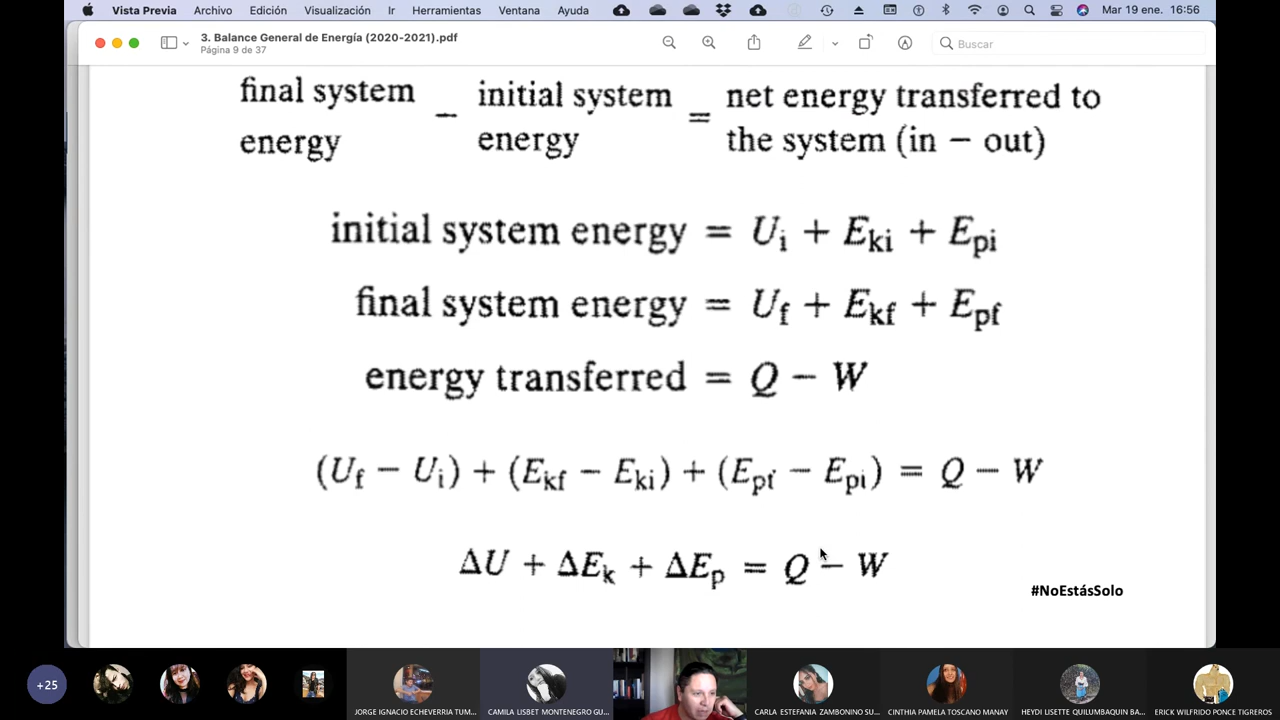 Vista Previa Archivo Edición Visualización Ir Herramientas Ventana Ayuda Mar 19 ene. 16:56
3. Balance General de Energía (2020-2021).pdf
Página 9 de 37
Buscar
final system energy − initial system energy = net energy transferred to the system (in − out)
initial system energy = Uᵢ + Eₖᵢ + Eₚᵢ
final system energy = U_f + E_kf + E_pf
energy transferred = Q − W
(U_f − U_i) + (E_kf − E_ki) + (E_pf − E_pi) = Q − W
ΔU + ΔEₖ + ΔEₚ = Q − W
#NoEstásSolo
+25
JORGE IGNACIO ECHEVERRIA TUM... CAMILA LISBET MONTENEGRO GU... CARLA ESTEFANIA ZAMBONINO SU... CINTHIA PAMELA TOSCANO MANAY HEYDI LISETTE QUILUMBAQUIN BA... ERICK WILFRIDO PONCE TIGREROS